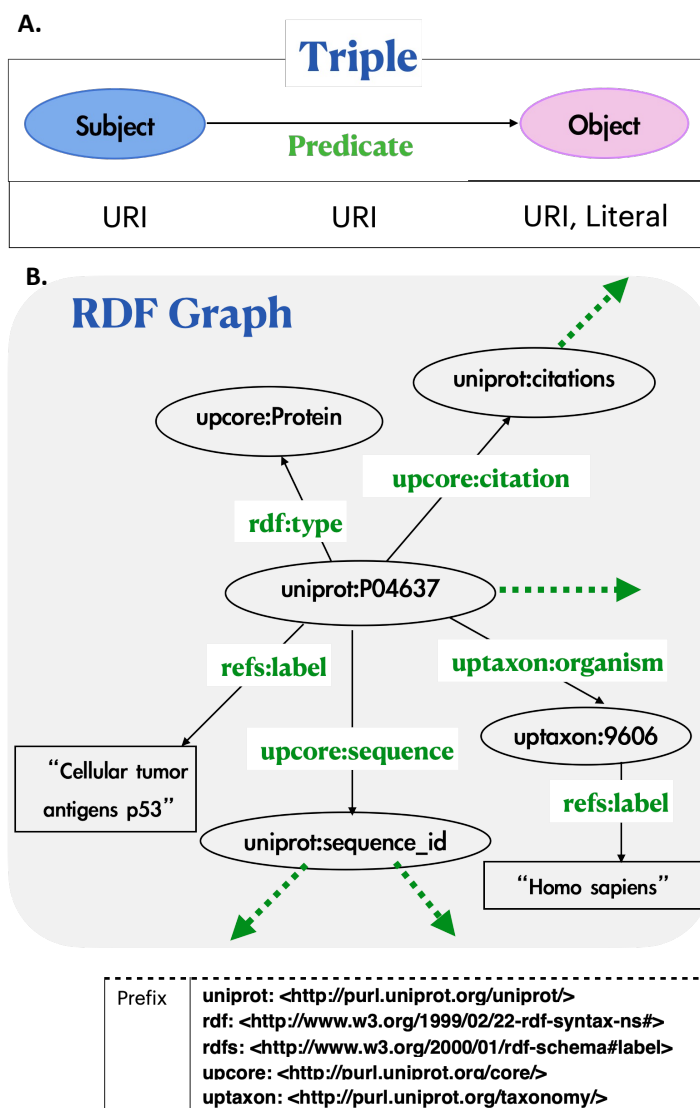 A.
Triple
Subject
Object
Predicate
URI
URI
URI, Literal
B.
RDF Graph
uniprot:citations
upcore:Protein
upcore:citation
rdf:type
uniprot:P04637
refs:label
uptaxon:organism
uptaxon:9606
upcore:sequence
“Cellular tumor
antigens p53”
refs:label
uniprot:sequence_id
“Homo sapiens”
Prefix
uniprot: <http://purl.uniprot.org/uniprot/>
rdf: <http://www.w3.org/1999/02/22-rdf-syntax-ns#>
rdfs: <http://www.w3.org/2000/01/rdf-schema#label>
upcore: <http://purl.uniprot.org/core/>
uptaxon: <http://purl.uniprot.org/taxonomy/>